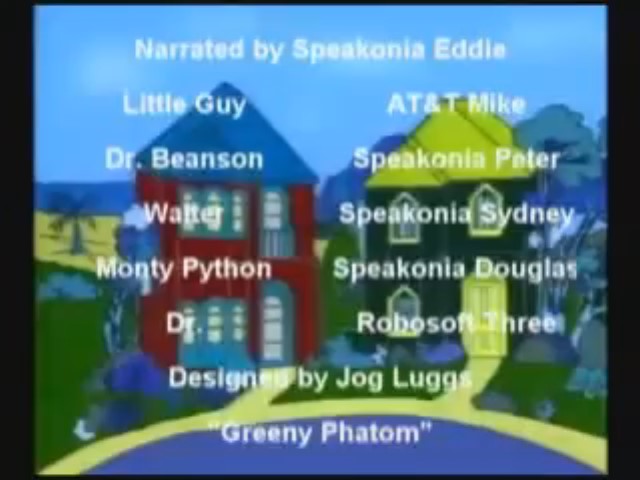 Narrated by Speakonia Eddie
Little Guy AT&T Mike
Dr. Beanson Speakonia Peter
Walter Speakonia Sydney
Monty Python Speakonia Douglas
Dr. Robosoft Three
Designed by Jog Luggs
"Greeny Phatom"